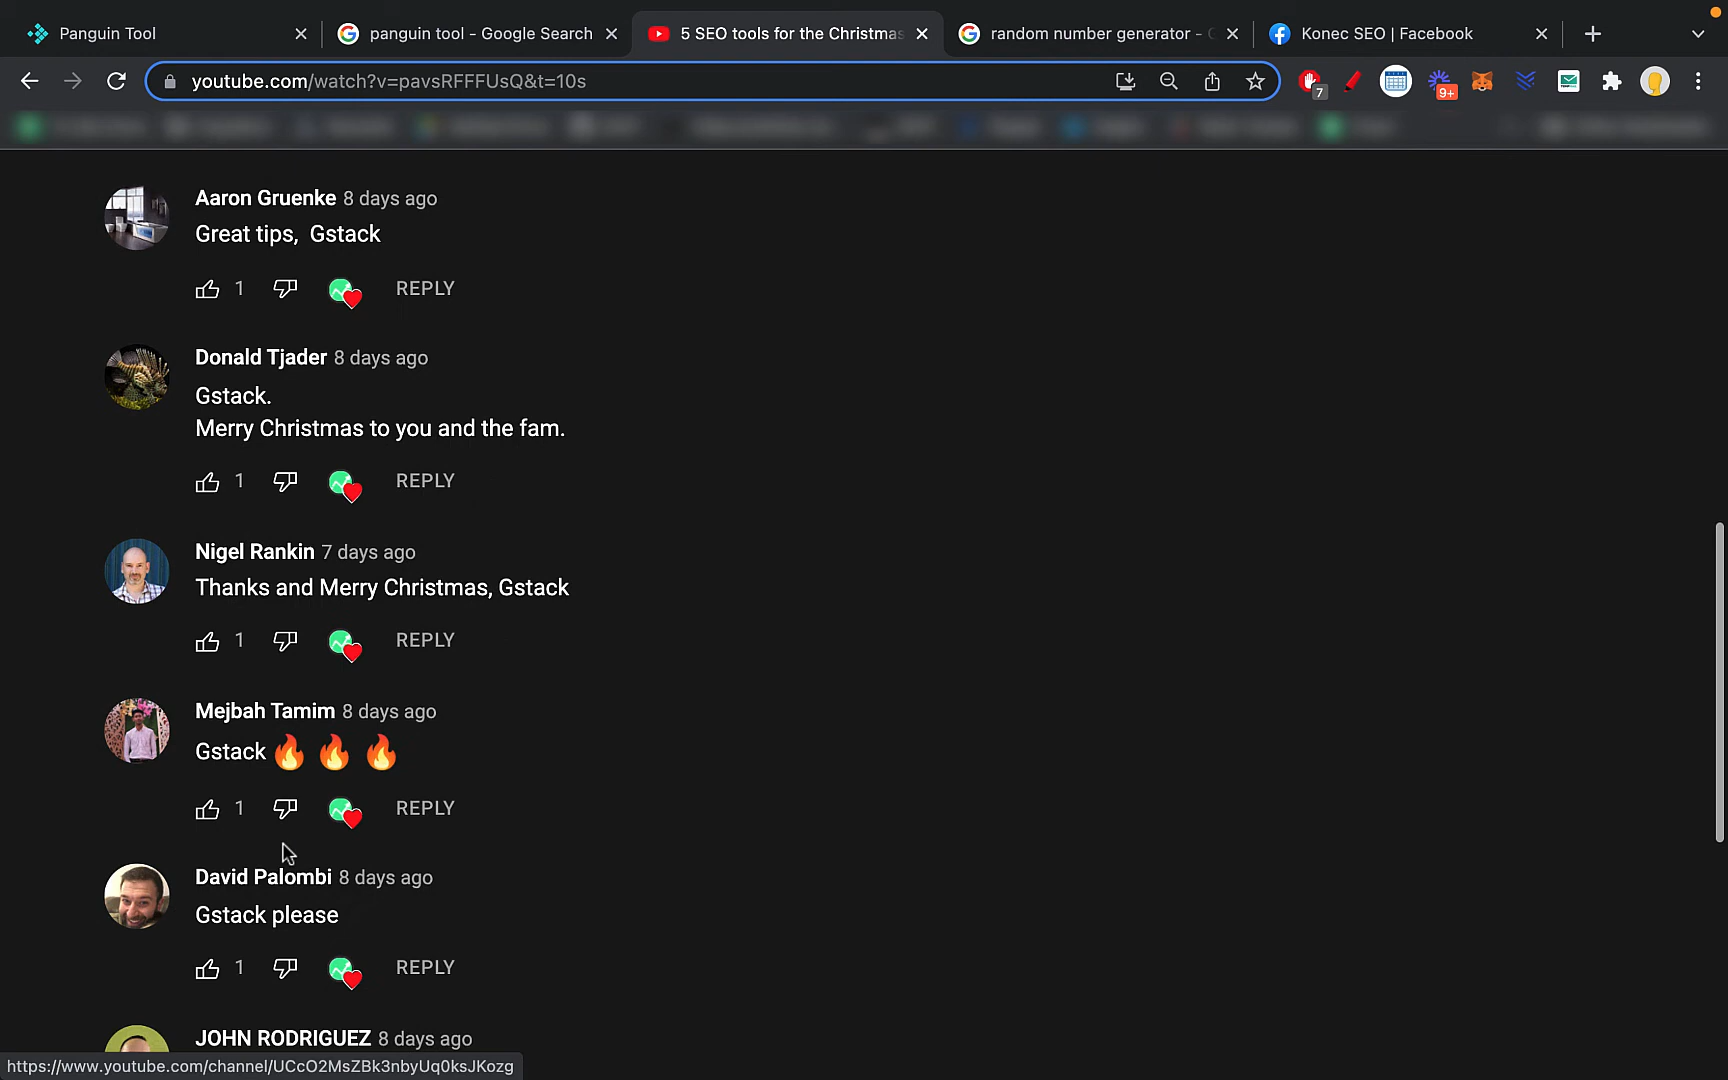 Panguin Tool
panguin tool - Google Search
5 SEO tools for the Christmas
random number generator -
Konec SEO | Facebook
youtube.com/watch?v=pavsRFFFUsQ&t=10s
7
9+
Aaron Gruenke 8 days ago
Great tips, Gstack
1 REPLY
Donald Tjader 8 days ago
Gstack.
Merry Christmas to you and the fam.
1 REPLY
Nigel Rankin 7 days ago
Thanks and Merry Christmas, Gstack
1 REPLY
Mejbah Tamim 8 days ago
Gstack 🔥 🔥 🔥
1 REPLY
David Palombi 8 days ago
Gstack please
1 REPLY
JOHN RODRIGUEZ 8 days ago
https://www.youtube.com/channel/UCcO2MsZBk3nbyUq0ksJKozg